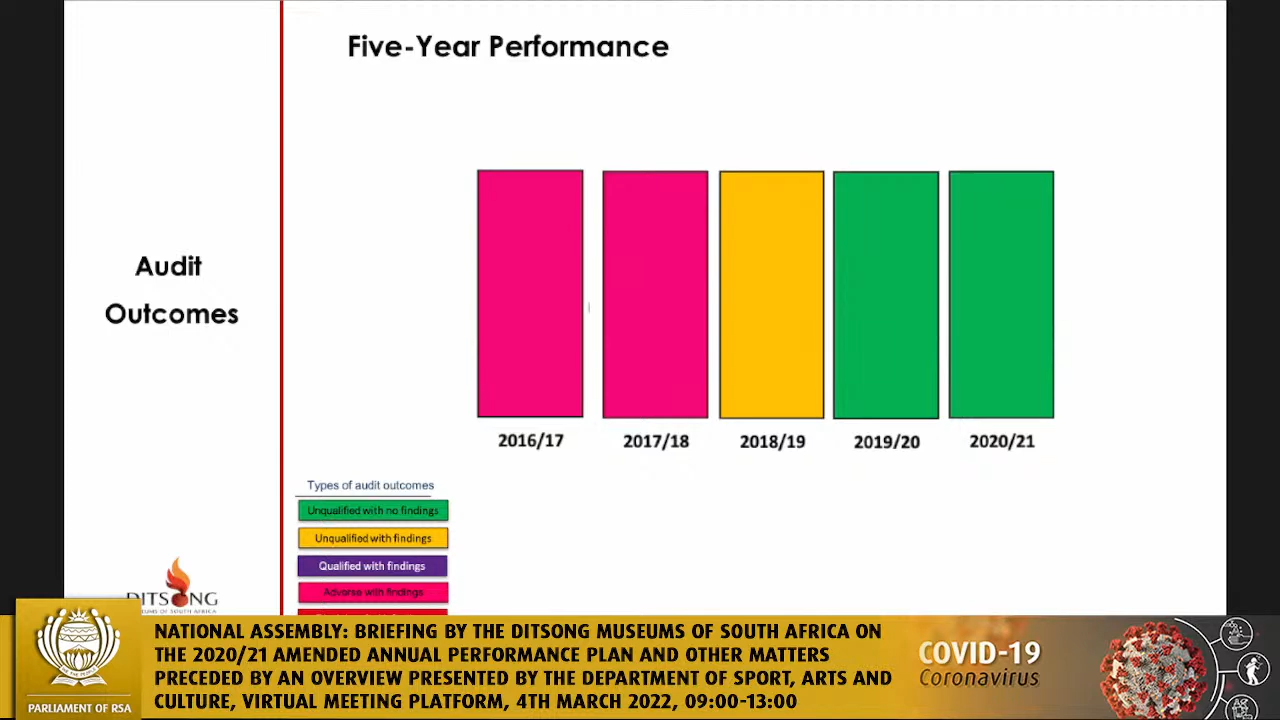 Five-Year Performance
Audit
Outcomes
2016/17
2017/18
2018/19
2019/20
2020/21
Types of audit outcomes
Unqualified with no findings
Unqualified with findings
Qualified with findings
Adverse with findings
DITSONG
MUSEUMS OF SOUTH AFRICA
NATIONAL ASSEMBLY: BRIEFING BY THE DITSONG MUSEUMS OF SOUTH AFRICA ON
THE 2020/21 AMENDED ANNUAL PERFORMANCE PLAN AND OTHER MATTERS
PRECEDED BY AN OVERVIEW PRESENTED BY THE DEPARTMENT OF SPORT, ARTS AND
CULTURE, VIRTUAL MEETING PLATFORM, 4TH MARCH 2022, 09:00-13:00
PARLIAMENT OF RSA
COVID-19
Coronavirus